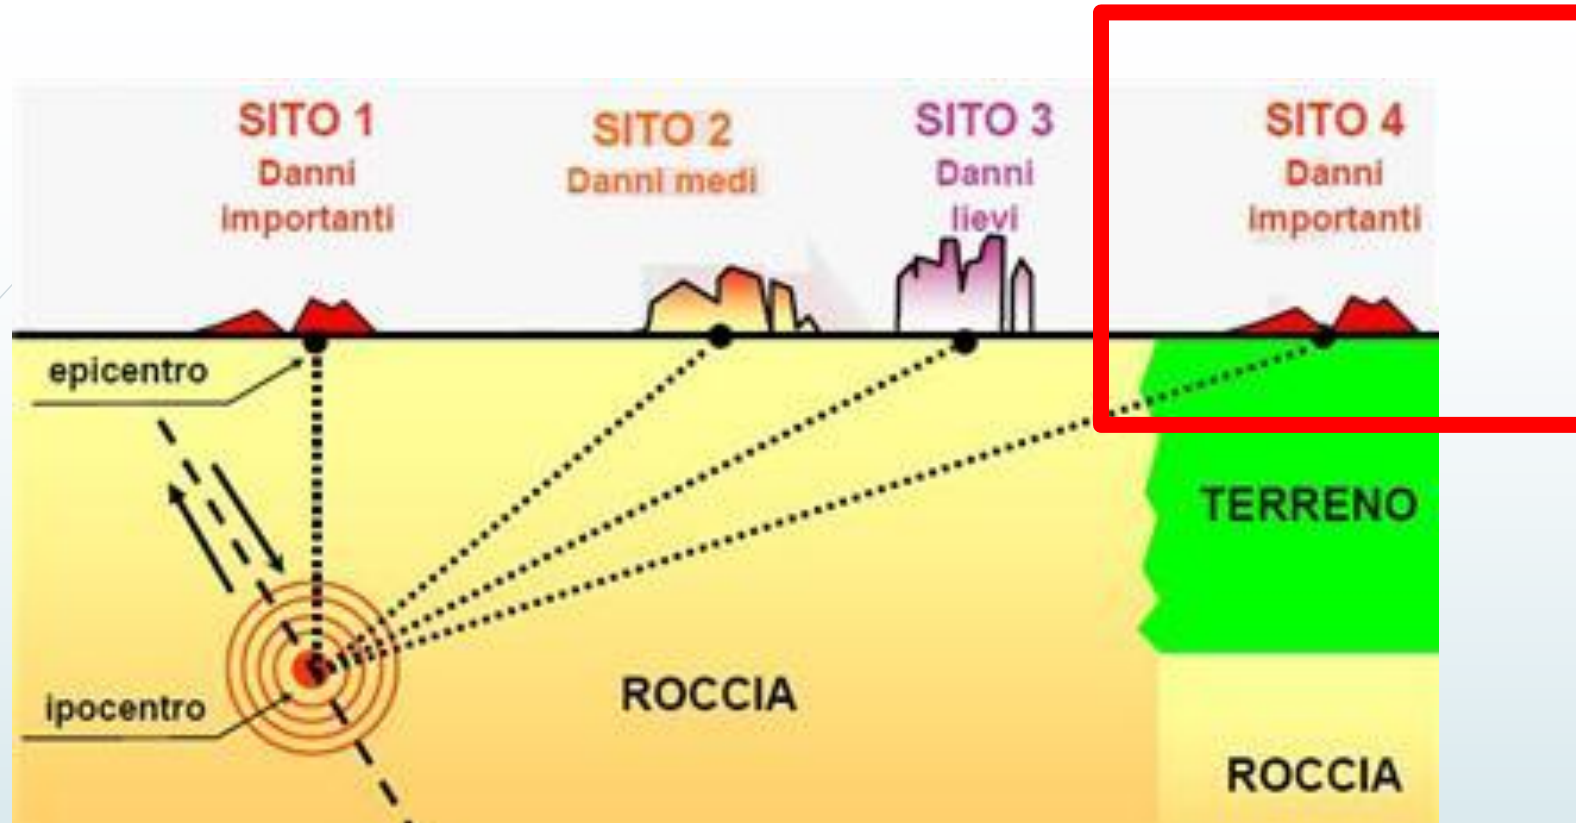 SITO 1
Danni
importanti
SITO 2
Danni medi
SITO 3
Danni
lievi
SITO 4
Danni
importanti
epicentro
TERRENO
ipocentro
ROCCIA
ROCCIA